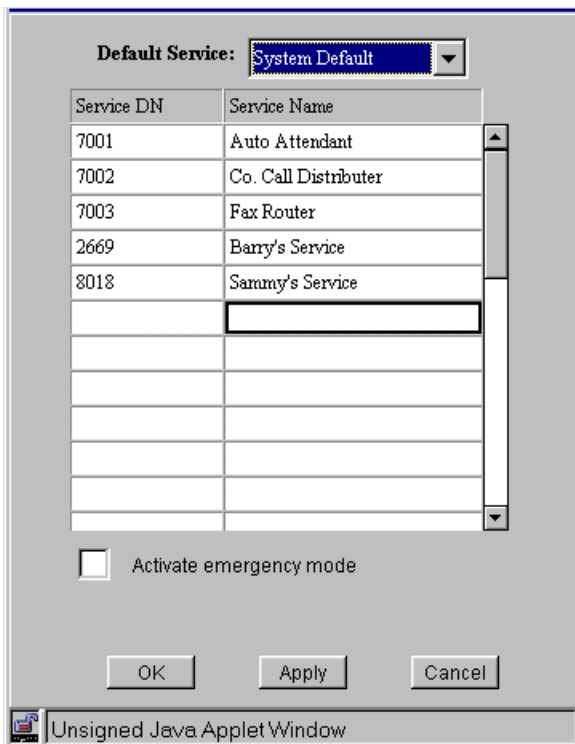 Default Service: System Default
Service DN Service Name
7001 Auto Attendant
7002 Co. Call Distributer
7003 Fax Router
2669 Barry's Service
8018 Sammy's Service
Activate emergency mode
OK Apply Cancel
Unsigned Java Applet Window